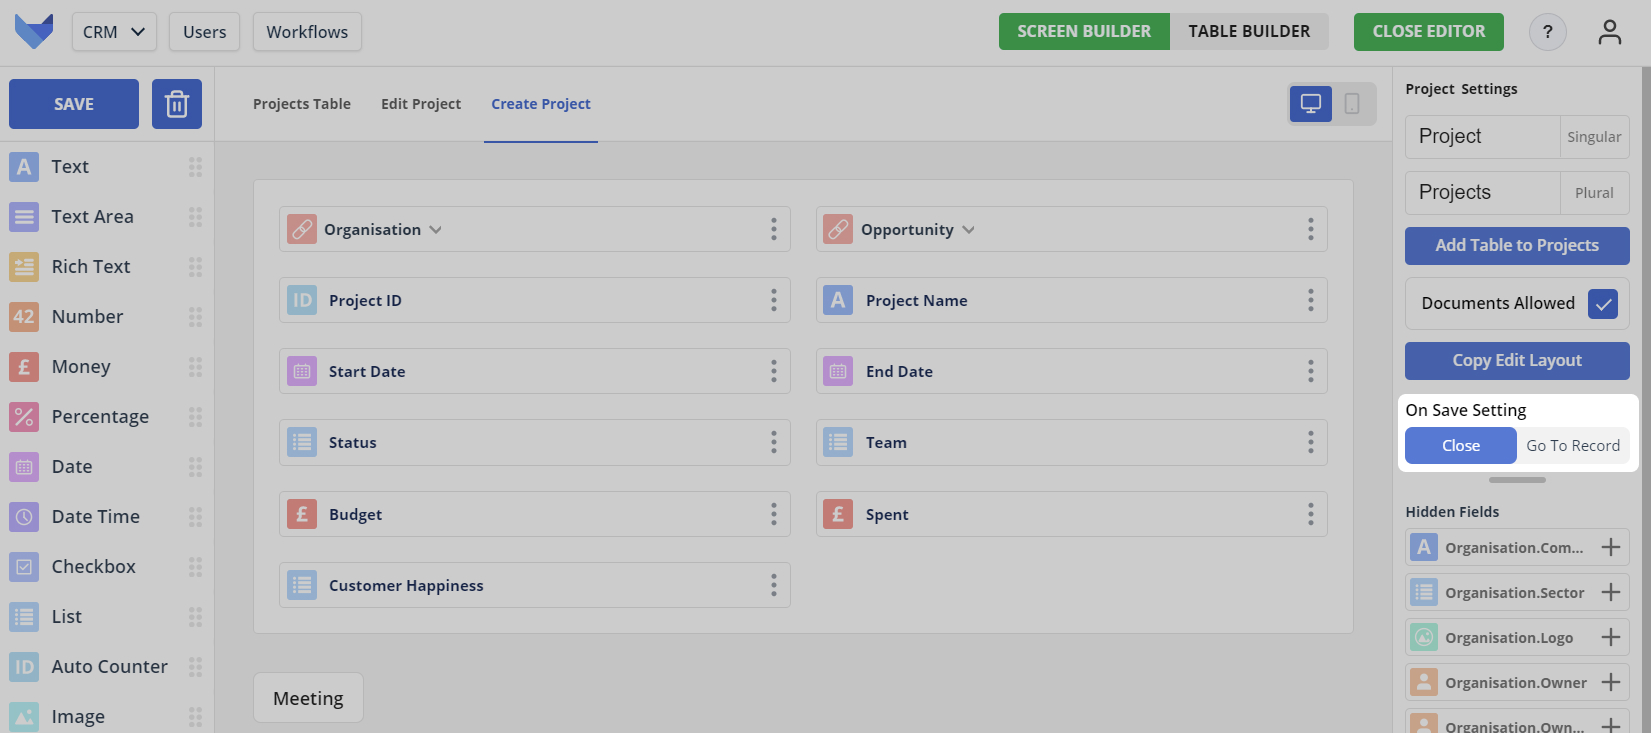 CRM
Users
Workflows
SCREEN BUILDER
TABLE BUILDER
CLOSE EDITOR
?
SAVE
Projects Table
Edit Project
Create Project
A Text
Text Area
Rich Text
42 Number
£ Money
% Percentage
Date
Date Time
Checkbox
List
ID Auto Counter
Image
Organisation
Opportunity
ID Project ID
A Project Name
Start Date
End Date
Status
Team
£ Budget
£ Spent
Customer Happiness
Meeting
Project Settings
Project Singular
Projects Plural
Add Table to Projects
Documents Allowed
Copy Edit Layout
On Save Setting
Close
Go To Record
Hidden Fields
A Organisation.Com...
Organisation.Sector
Organisation.Logo
Organisation.Owner
Organisation.Own...